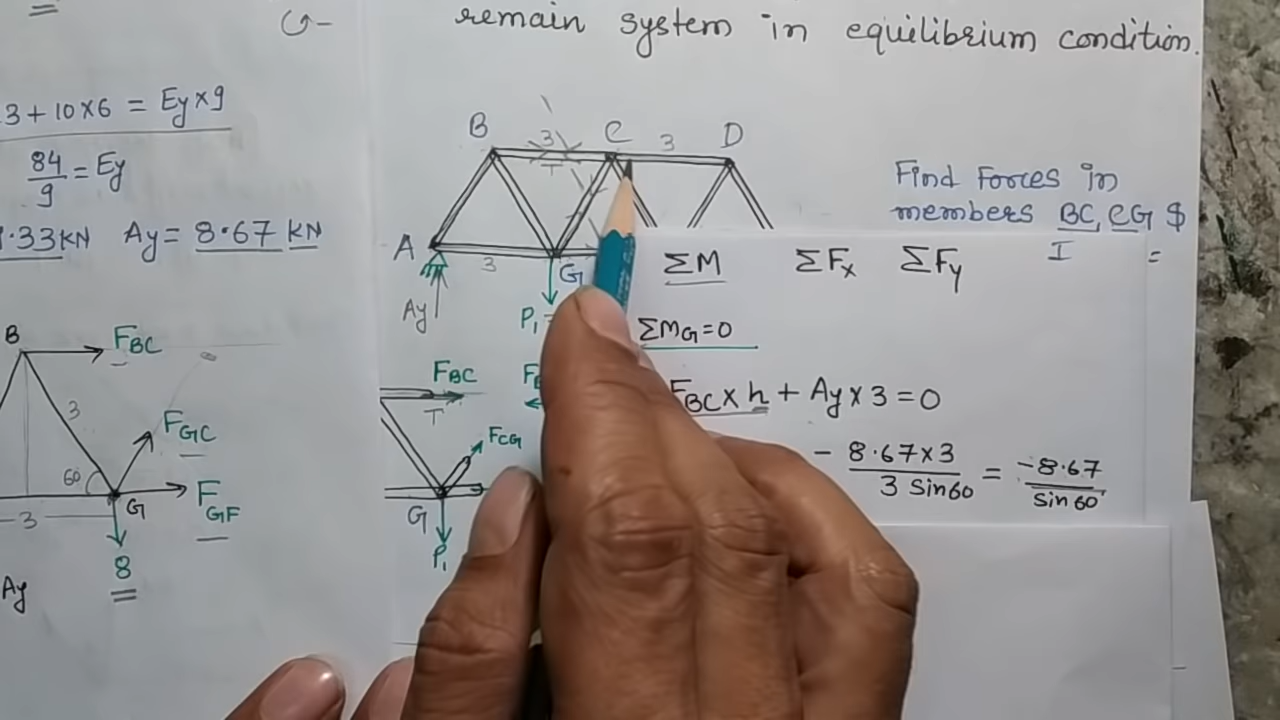 remain system in equilibrium condition.
3 + 10 × 6 = Ey × 9
84/9 = Ey
.33 KN Ay = 8.67 KN
B 3 C 3 D
A 3 G
Ay P1
Find Forces in
members BC, CG &
I =
ΣM ΣFx ΣFy
ΣMG = 0
FBC × h + Ay × 3 = 0
- 8.67 × 3 / 3 sin 60 = -8.67 / sin 60
B FBC
3 FGC
60 G FGF
3
8
Ay
FBC
T FCG
G
P1